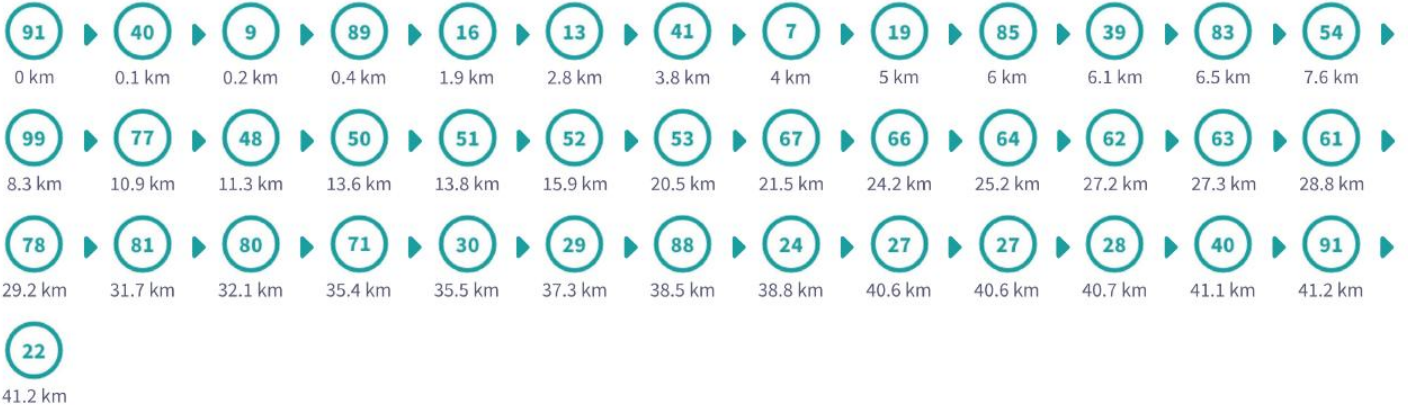 91 40 9 89 16 13 41 7 19 85 39 83 54
0 km 0.1 km 0.2 km 0.4 km 1.9 km 2.8 km 3.8 km 4 km 5 km 6 km 6.1 km 6.5 km 7.6 km
99 77 48 50 51 52 53 67 66 64 62 63 61
8.3 km 10.9 km 11.3 km 13.6 km 13.8 km 15.9 km 20.5 km 21.5 km 24.2 km 25.2 km 27.2 km 27.3 km 28.8 km
78 81 80 71 30 29 88 24 27 27 28 40 91
29.2 km 31.7 km 32.1 km 35.4 km 35.5 km 37.3 km 38.5 km 38.8 km 40.6 km 40.6 km 40.7 km 41.1 km 41.2 km
22
41.2 km